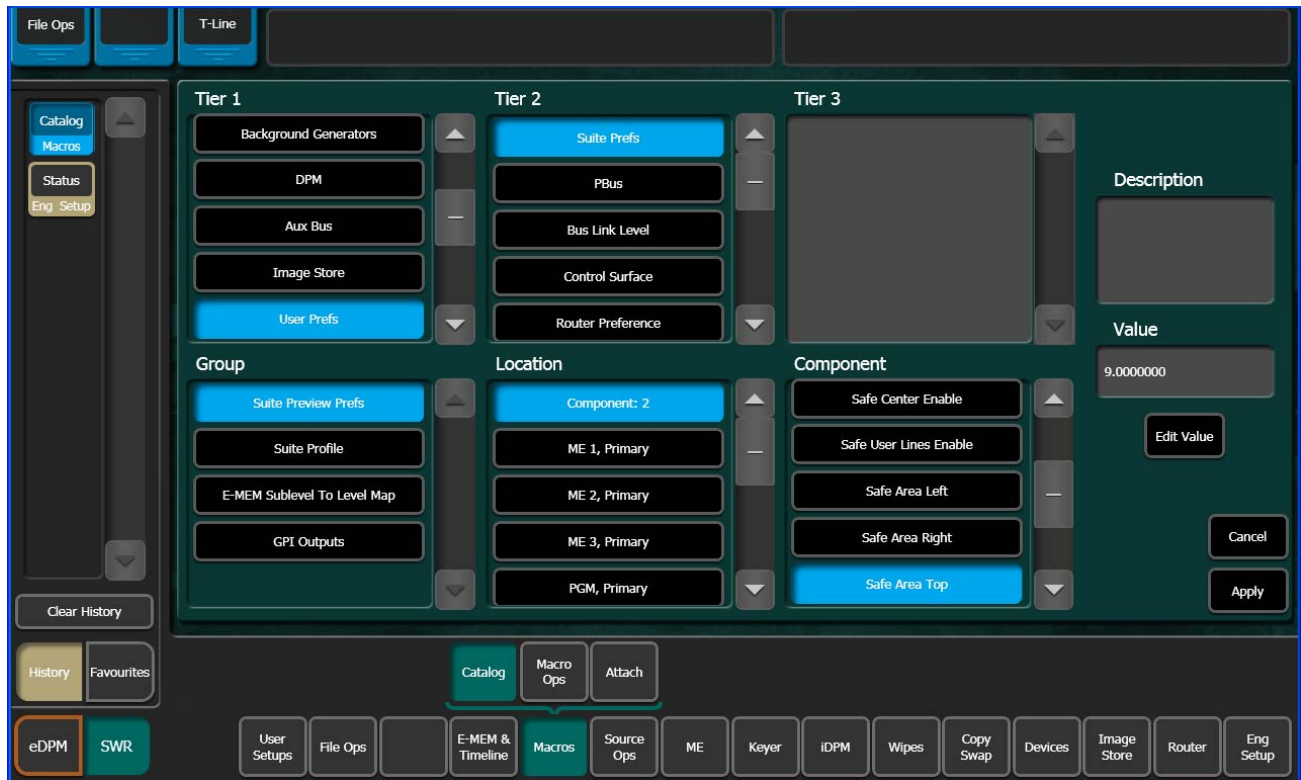 File Ops
T-Line
Catalog
Macros
Status
Eng Setup
Clear History
History
Favourites
Tier 1
Background Generators
DPM
Aux Bus
Image Store
User Prefs
Tier 2
Suite Prefs
PBus
Bus Link Level
Control Surface
Router Preference
Tier 3
Description
Value
9.0000000
Edit Value
Cancel
Apply
Group
Suite Preview Prefs
Suite Profile
E-MEM Sublevel To Level Map
GPI Outputs
Location
Component: 2
ME 1, Primary
ME 2, Primary
ME 3, Primary
PGM, Primary
Component
Safe Center Enable
Safe User Lines Enable
Safe Area Left
Safe Area Right
Safe Area Top
Catalog
Macro
Ops
Attach
eDPM
SWR
User
Setups
File Ops
E-MEM &
Timeline
Macros
Source
Ops
ME
Keyer
iDPM
Wipes
Copy
Swap
Devices
Image
Store
Router
Eng
Setup